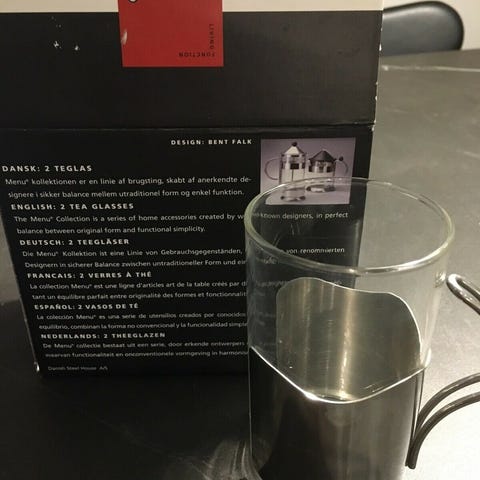 LIVING
FUNCTION
DESIGN: BENT FALK
DANSK: 2 TEGLAS
Menu® kollektionen er en linie af brugsting, skabt af anerkendte de-
signere i sikker balance mellem utraditionel form og enkel funktion.
ENGLISH: 2 TEA GLASSES
The Menu® Collection is a series of home accessories created by well-known designers, in perfect
balance between original form and functional simplicity.
DEUTSCH: 2 TEEGLÄSER
Die Menu® Kollektion ist eine Linie von Gebrauchsgegenständen, von renommierten
Designern in sicherer Balance zwischen untraditioneller Form und
FRANCAIS: 2 VERRES À THÉ
La collection Menu® est une ligne d'articles art de la table créés par
tant un équilibre parfait entre originalité des formes et
ESPAÑOL: 2 VASOS DE TÉ
La colección Menu® es una serie de utensilios creados por
equilibrio, combinan la forma no convencional y la funcionalidad
NEDERLANDS: 2 THEEGLAZEN
De Menu® collectie bestaat uit een serie, door erkende
waarvan functionaliteit en onconventionele vormgeving in
Danish Steel House A/S